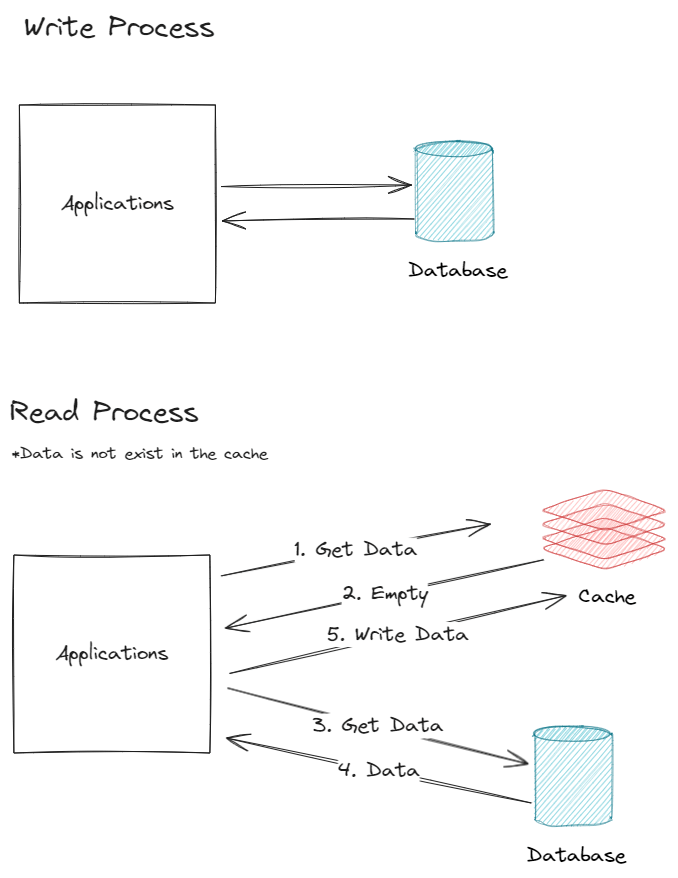 Write Process
Applications
Database
Read Process
*Data is not exist in the cache
1. Get Data
2. Empty
Cache
5. Write Data
Applications
3. Get Data
4. Data
Database